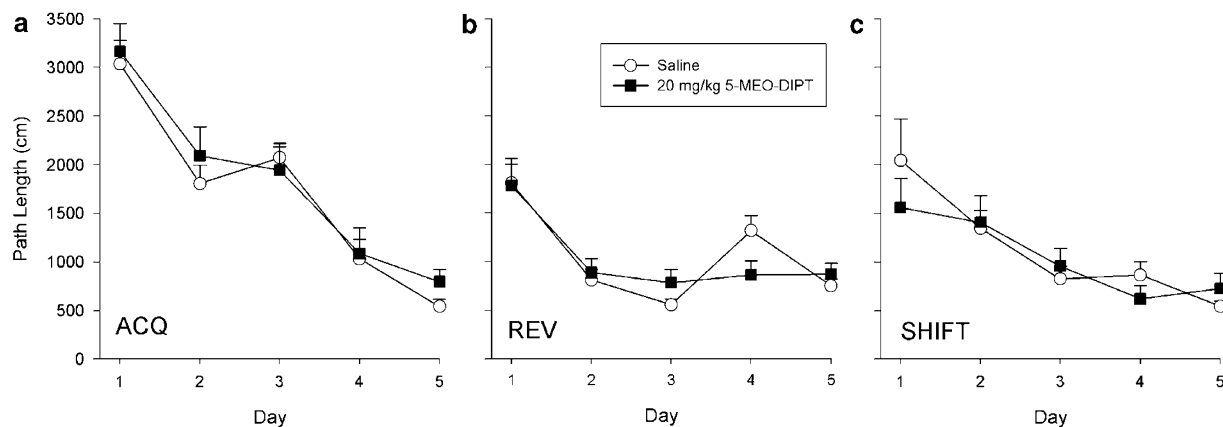 a
b
c
3500
3000
2500
2000
1500
1000
500
0
Path Length (cm)
Saline
20 mg/kg 5-MEO-DIPT
ACQ
REV
SHIFT
1 2 3 4 5
1 2 3 4 5
1 2 3 4 5
Day
Day
Day